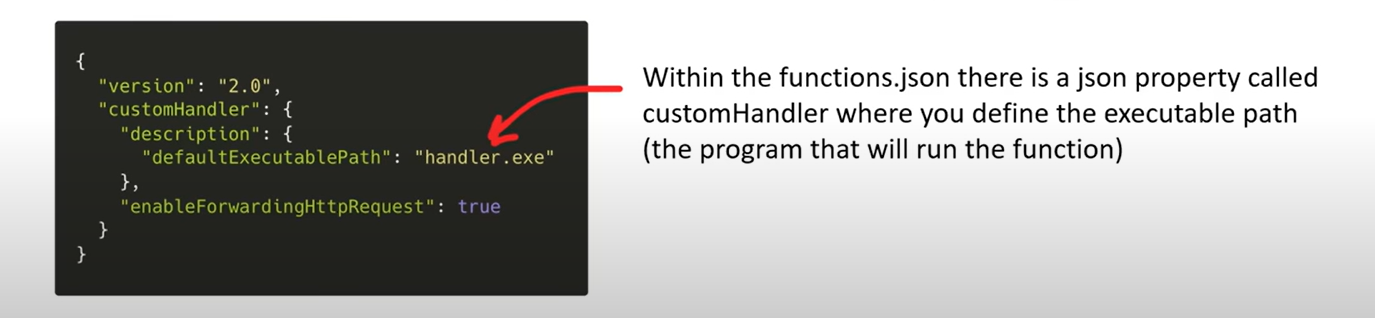 {
"version": "2.0",
"customHandler": {
"description": {
"defaultExecutablePath": "handler.exe"
},
"enableForwardingHttpRequest": true
}
}
Within the functions.json there is a json property called
customHandler where you define the executable path
(the program that will run the function)